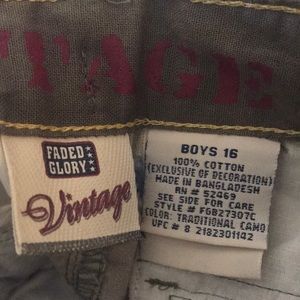 TAGE
FADED
GLORY
Vintage
BOYS 16
100% COTTON
(EXCLUSIVE OF DECORATION)
MADE IN BANGLADESH
RN # 52469
SEE SIDE FOR CARE
STYLE # F6B27307C
COLOR: TRADITIONAL CAMO
UPC # 8 2182301142